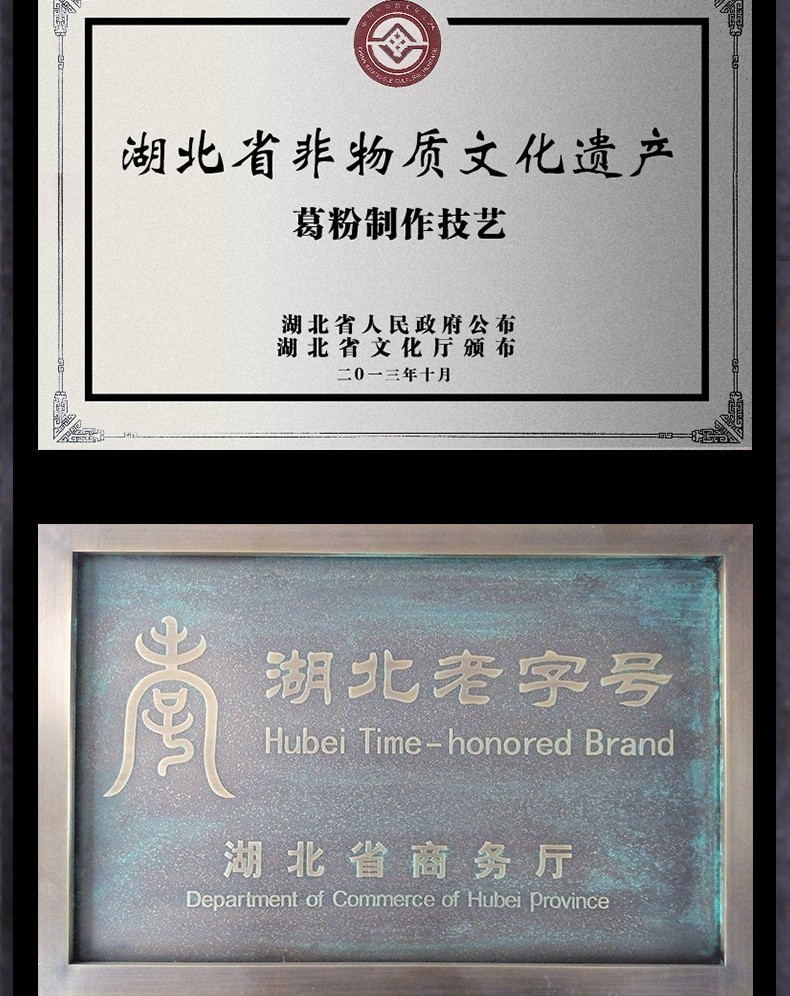 湖北省非物质文化遗产
葛粉制作技艺
湖北省人民政府公布
湖北省文化厅颁布
二0一三年十月
湖北老字号
Hubei Time-honored Brand
湖北省商务厅
Department of Commerce of Hubei province